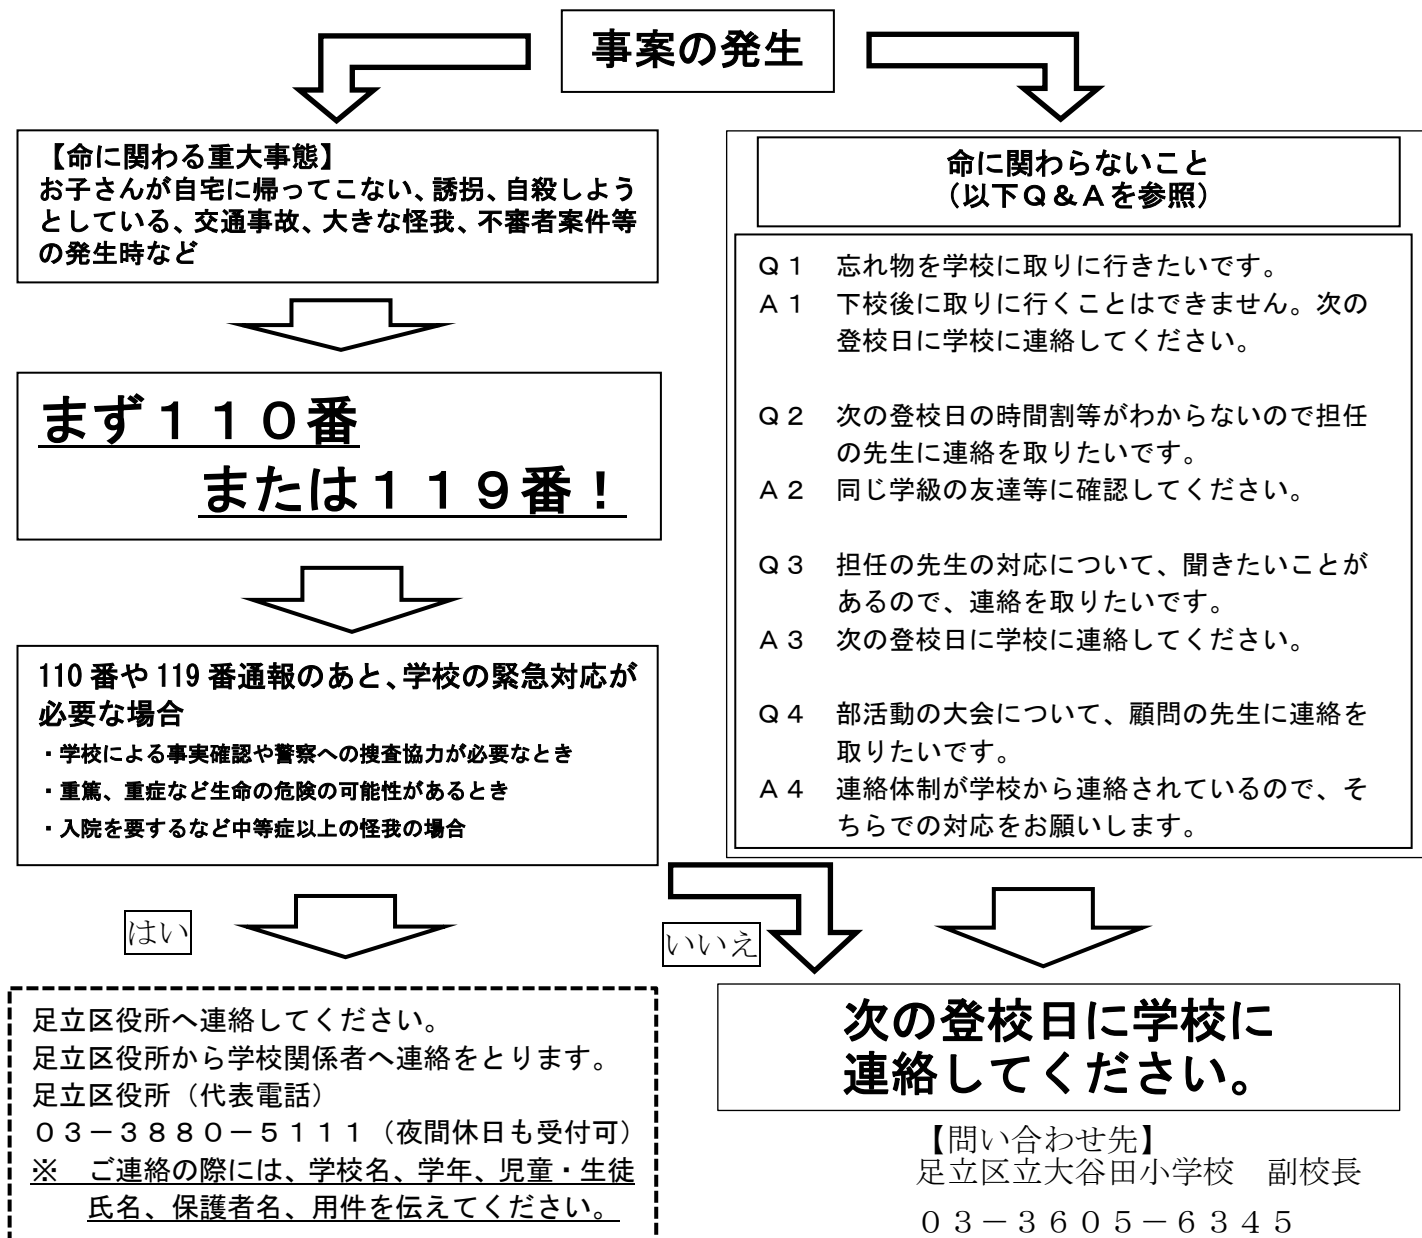 事案の発生
【命に関わる重大事態】
お子さんが自宅に帰ってこない、誘拐、自殺しよう
としている、交通事故、大きな怪我、不審者案件等
の発生時など
まず１１０番
または１１９番！
110番や119番通報のあと、学校の緊急対応が
必要な場合
・学校による事実確認や警察への捜査協力が必要なとき
・重篤、重症など生命の危険の可能性があるとき
・入院を要するなど中等症以上の怪我の場合
はい
いいえ
足立区役所へ連絡してください。
足立区役所から学校関係者へ連絡をとります。
足立区役所（代表電話）
０３－３８８０－５１１１（夜間休日も受付可）
※　ご連絡の際には、学校名、学年、児童・生徒
氏名、保護者名、用件を伝えてください。
命に関わらないこと
（以下Ｑ＆Ａを参照）
Ｑ１　忘れ物を学校に取りに行きたいです。
Ａ１　下校後に取りに行くことはできません。次の
登校日に学校に連絡してください。
Ｑ２　次の登校日の時間割等がわからないので担任
の先生に連絡を取りたいです。
Ａ２　同じ学級の友達等に確認してください。
Ｑ３　担任の先生の対応について、聞きたいことが
あるので、連絡を取りたいです。
Ａ３　次の登校日に学校に連絡してください。
Ｑ４　部活動の大会について、顧問の先生に連絡を
取りたいです。
Ａ４　連絡体制が学校から連絡されているので、そ
ちらでの対応をお願いします。
次の登校日に学校に
連絡してください。
【問い合わせ先】
足立区立大谷田小学校　副校長
０３－３６０５－６３４５